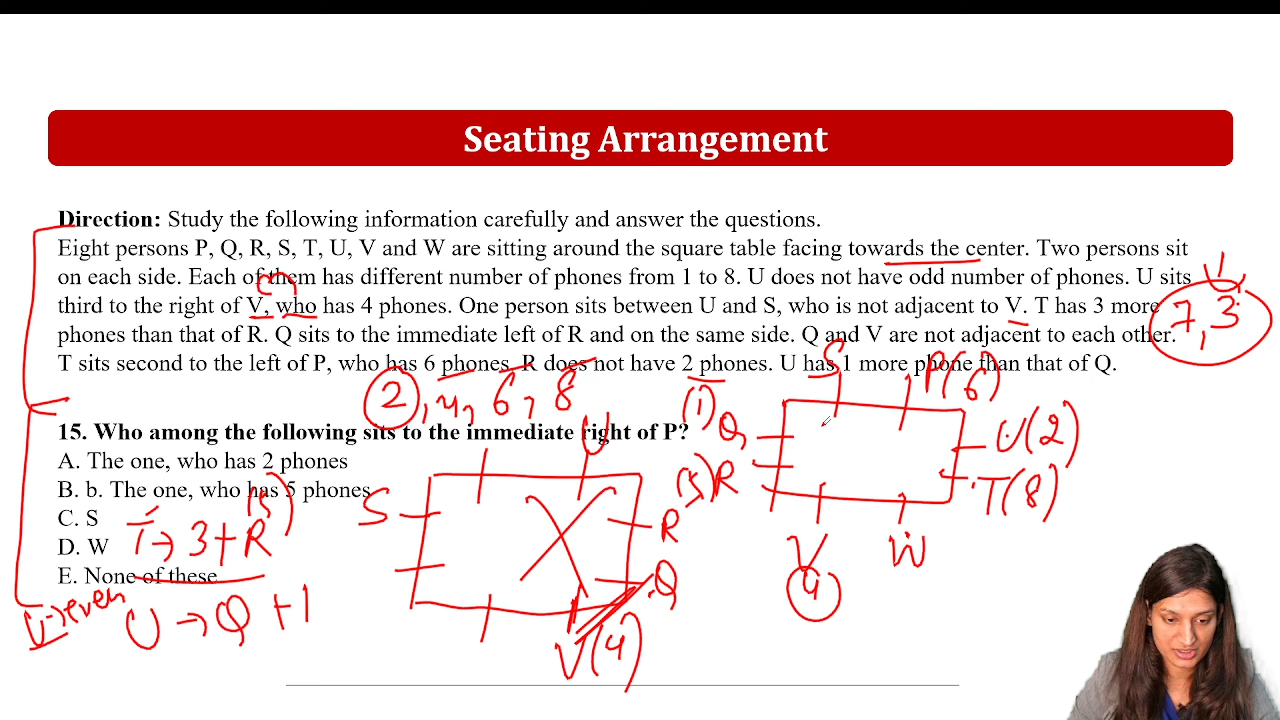 Seating Arrangement
Direction: Study the following information carefully and answer the questions.
Eight persons P, Q, R, S, T, U, V and W are sitting around the square table facing towards the center. Two persons sit
on each side. Each of them has different number of phones from 1 to 8. U does not have odd number of phones. U sits
third to the right of V, who has 4 phones. One person sits between U and S, who is not adjacent to V. T has 3 more
phones than that of R. Q sits to the immediate left of R and on the same side. Q and V are not adjacent to each other.
T sits second to the left of P, who has 6 phones. R does not have 2 phones. U has 1 more phone than that of Q.
7, 3
2, 4, 6, 8
15. Who among the following sits to the immediate right of P?
A. The one, who has 2 phones
B. b. The one, who has 5 phones
C. S
D. W
E. None of these
(5)
T → 3 + R
U → even
U → Q + 1
U
S
R
Q
V(4)
S
P(6)
(1) Q
U(2)
(5) R
T(8)
V
W
4